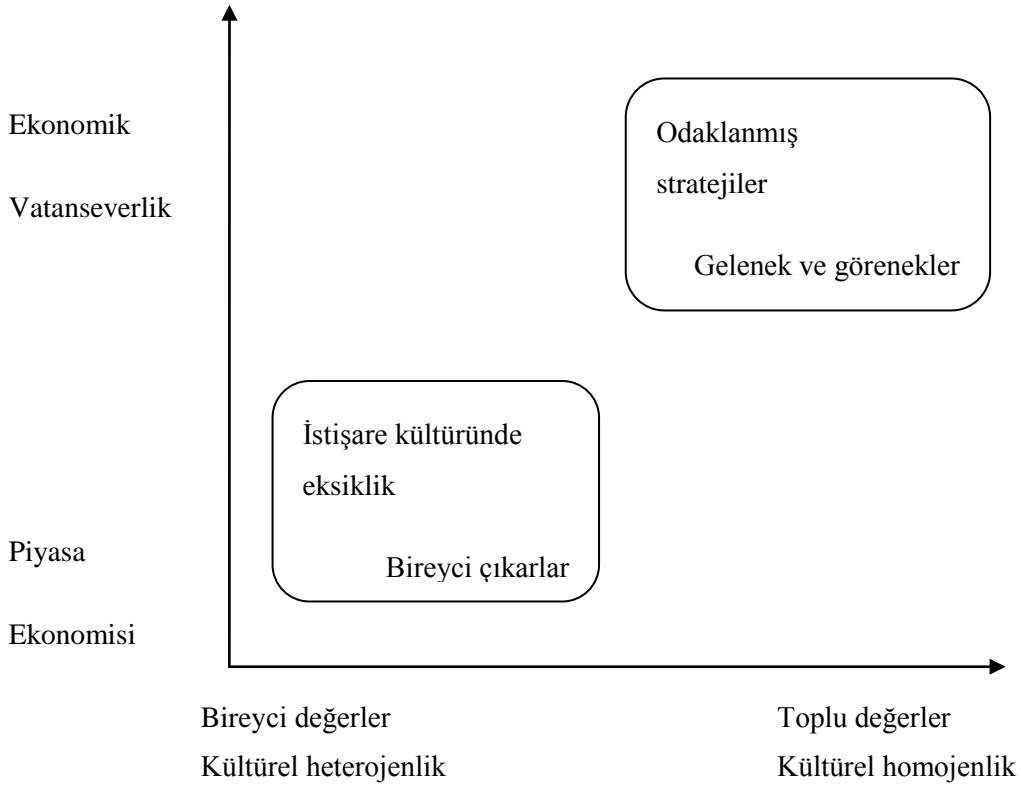 Ekonomik
Vatanseverlik
Odaklanmış
stratejiler
Gelenek ve görenekler
İstişare kültüründe
eksiklik
Bireyci çıkarlar
Piyasa
Ekonomisi
Bireyci değerler
Kültürel heterojenlik
Toplu değerler
Kültürel homojenlik